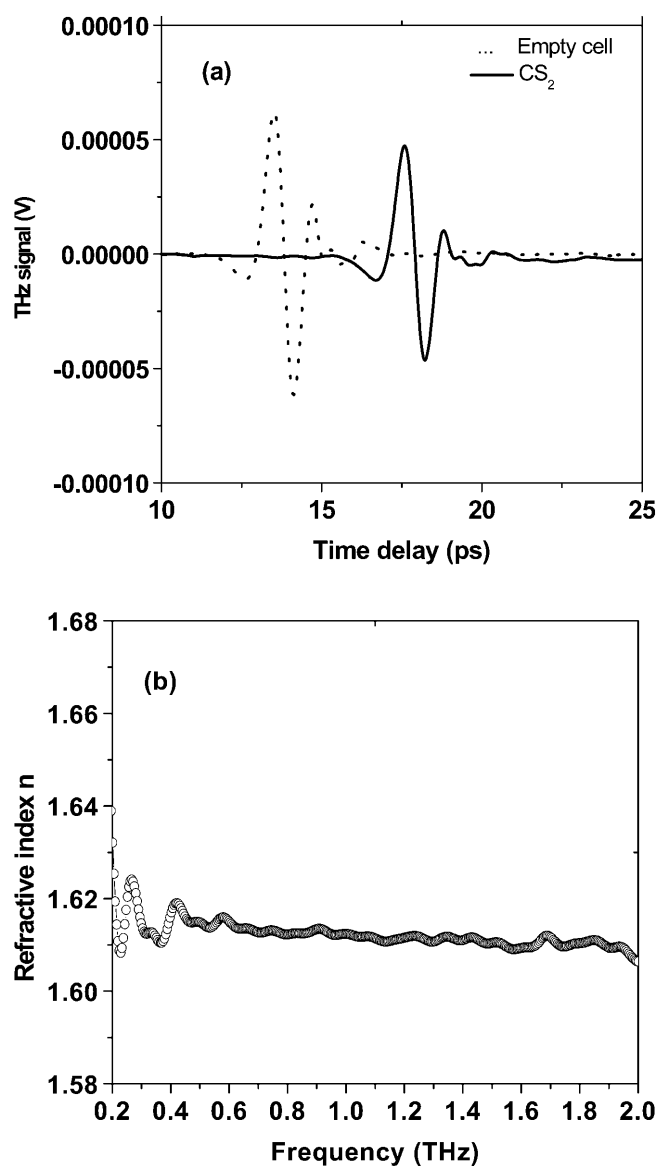 0.00010
0.00005
0.00000
-0.00005
-0.00010
THz signal (V)
(a)
Empty cell
CS2
10 15 20 25
Time delay (ps)
1.68
1.66
1.64
1.62
1.60
1.58
Refractive index n
(b)
0.2 0.4 0.6 0.8 1.0 1.2 1.4 1.6 1.8 2.0
Frequency (THz)